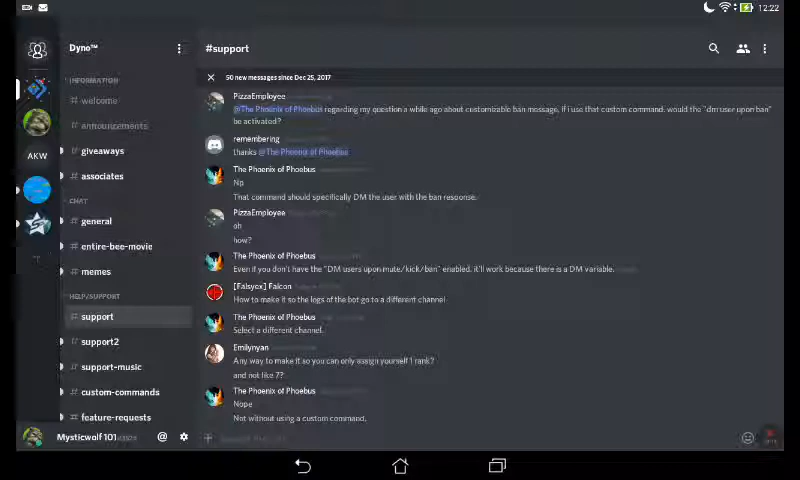 12:22
Dyno™
#support
50 new messages since Dec 25, 2017
INFORMATION
# welcome
# announcements
# giveaways
# associates
CHAT
# general
# entire-bee-movie
# memes
HELP/SUPPORT
# support
# support2
# support-music
# custom-commands
# feature-requests
AKW
Mysticwolf 101
@
PizzaEmployee
@The Phoenix of Phoebus regarding my question a while ago about customizable ban message, if i use that custom command, would the "dm user upon ban"
be activated?
remembering
thanks @The Phoenix of Phoebus
The Phoenix of Phoebus
Np
That command should specifically DM the user with the ban response.
PizzaEmployee
oh
how?
The Phoenix of Phoebus
Even if you don't have the "DM users upon mute/kick/ban" enabled, it'll work because there is a DM variable.
[Falsycx] Falcon
How to make it so the logs of the bot go to a different channel
The Phoenix of Phoebus
Select a different channel.
Emilynyan
Any way to make it so you can only assign yourself 1 rank?
and not like 7?
The Phoenix of Phoebus
Nope
Not without using a custom command.